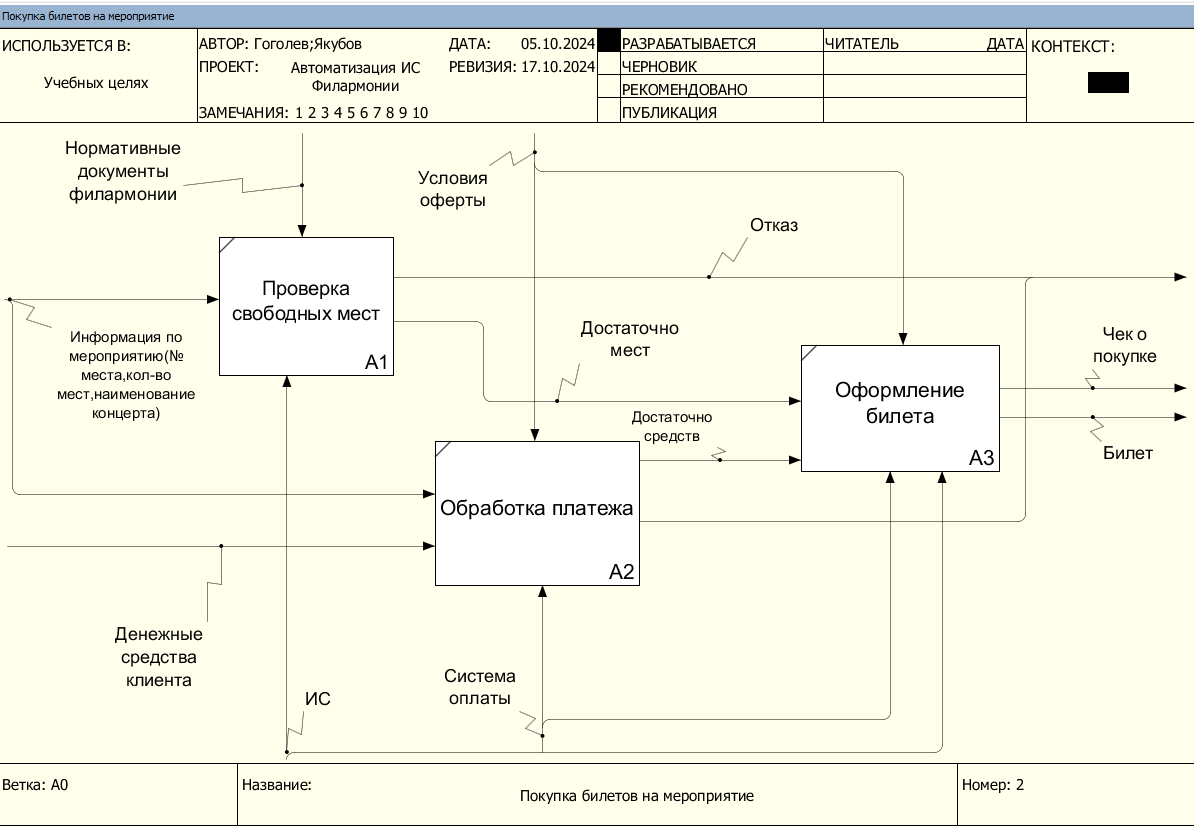 Покупка билетов на мероприятие
ИСПОЛЬЗУЕТСЯ В:
Учебных целях
АВТОР: Гоголев;Якубов
ДАТА: 05.10.2024
ПРОЕКТ: Автоматизация ИС
Филармонии
РЕВИЗИЯ: 17.10.2024
ЗАМЕЧАНИЯ: 1 2 3 4 5 6 7 8 9 10
РАЗРАБАТЫВАЕТСЯ
ЧЕРНОВИК
РЕКОМЕНДОВАНО
ПУБЛИКАЦИЯ
ЧИТАТЕЛЬ
ДАТА
КОНТЕКСТ:
Нормативные
документы
филармонии
Условия
оферты
Отказ
Проверка
свободных мест
A1
Информация по
мероприятию(№
места,кол-во
мест,наименование
концерта)
Достаточно
мест
Чек о
покупке
Оформление
билета
A3
Достаточно
средств
Билет
Обработка платежа
A2
Денежные
средства
клиента
Система
оплаты
ИС
Ветка: A0
Название:
Покупка билетов на мероприятие
Номер: 2